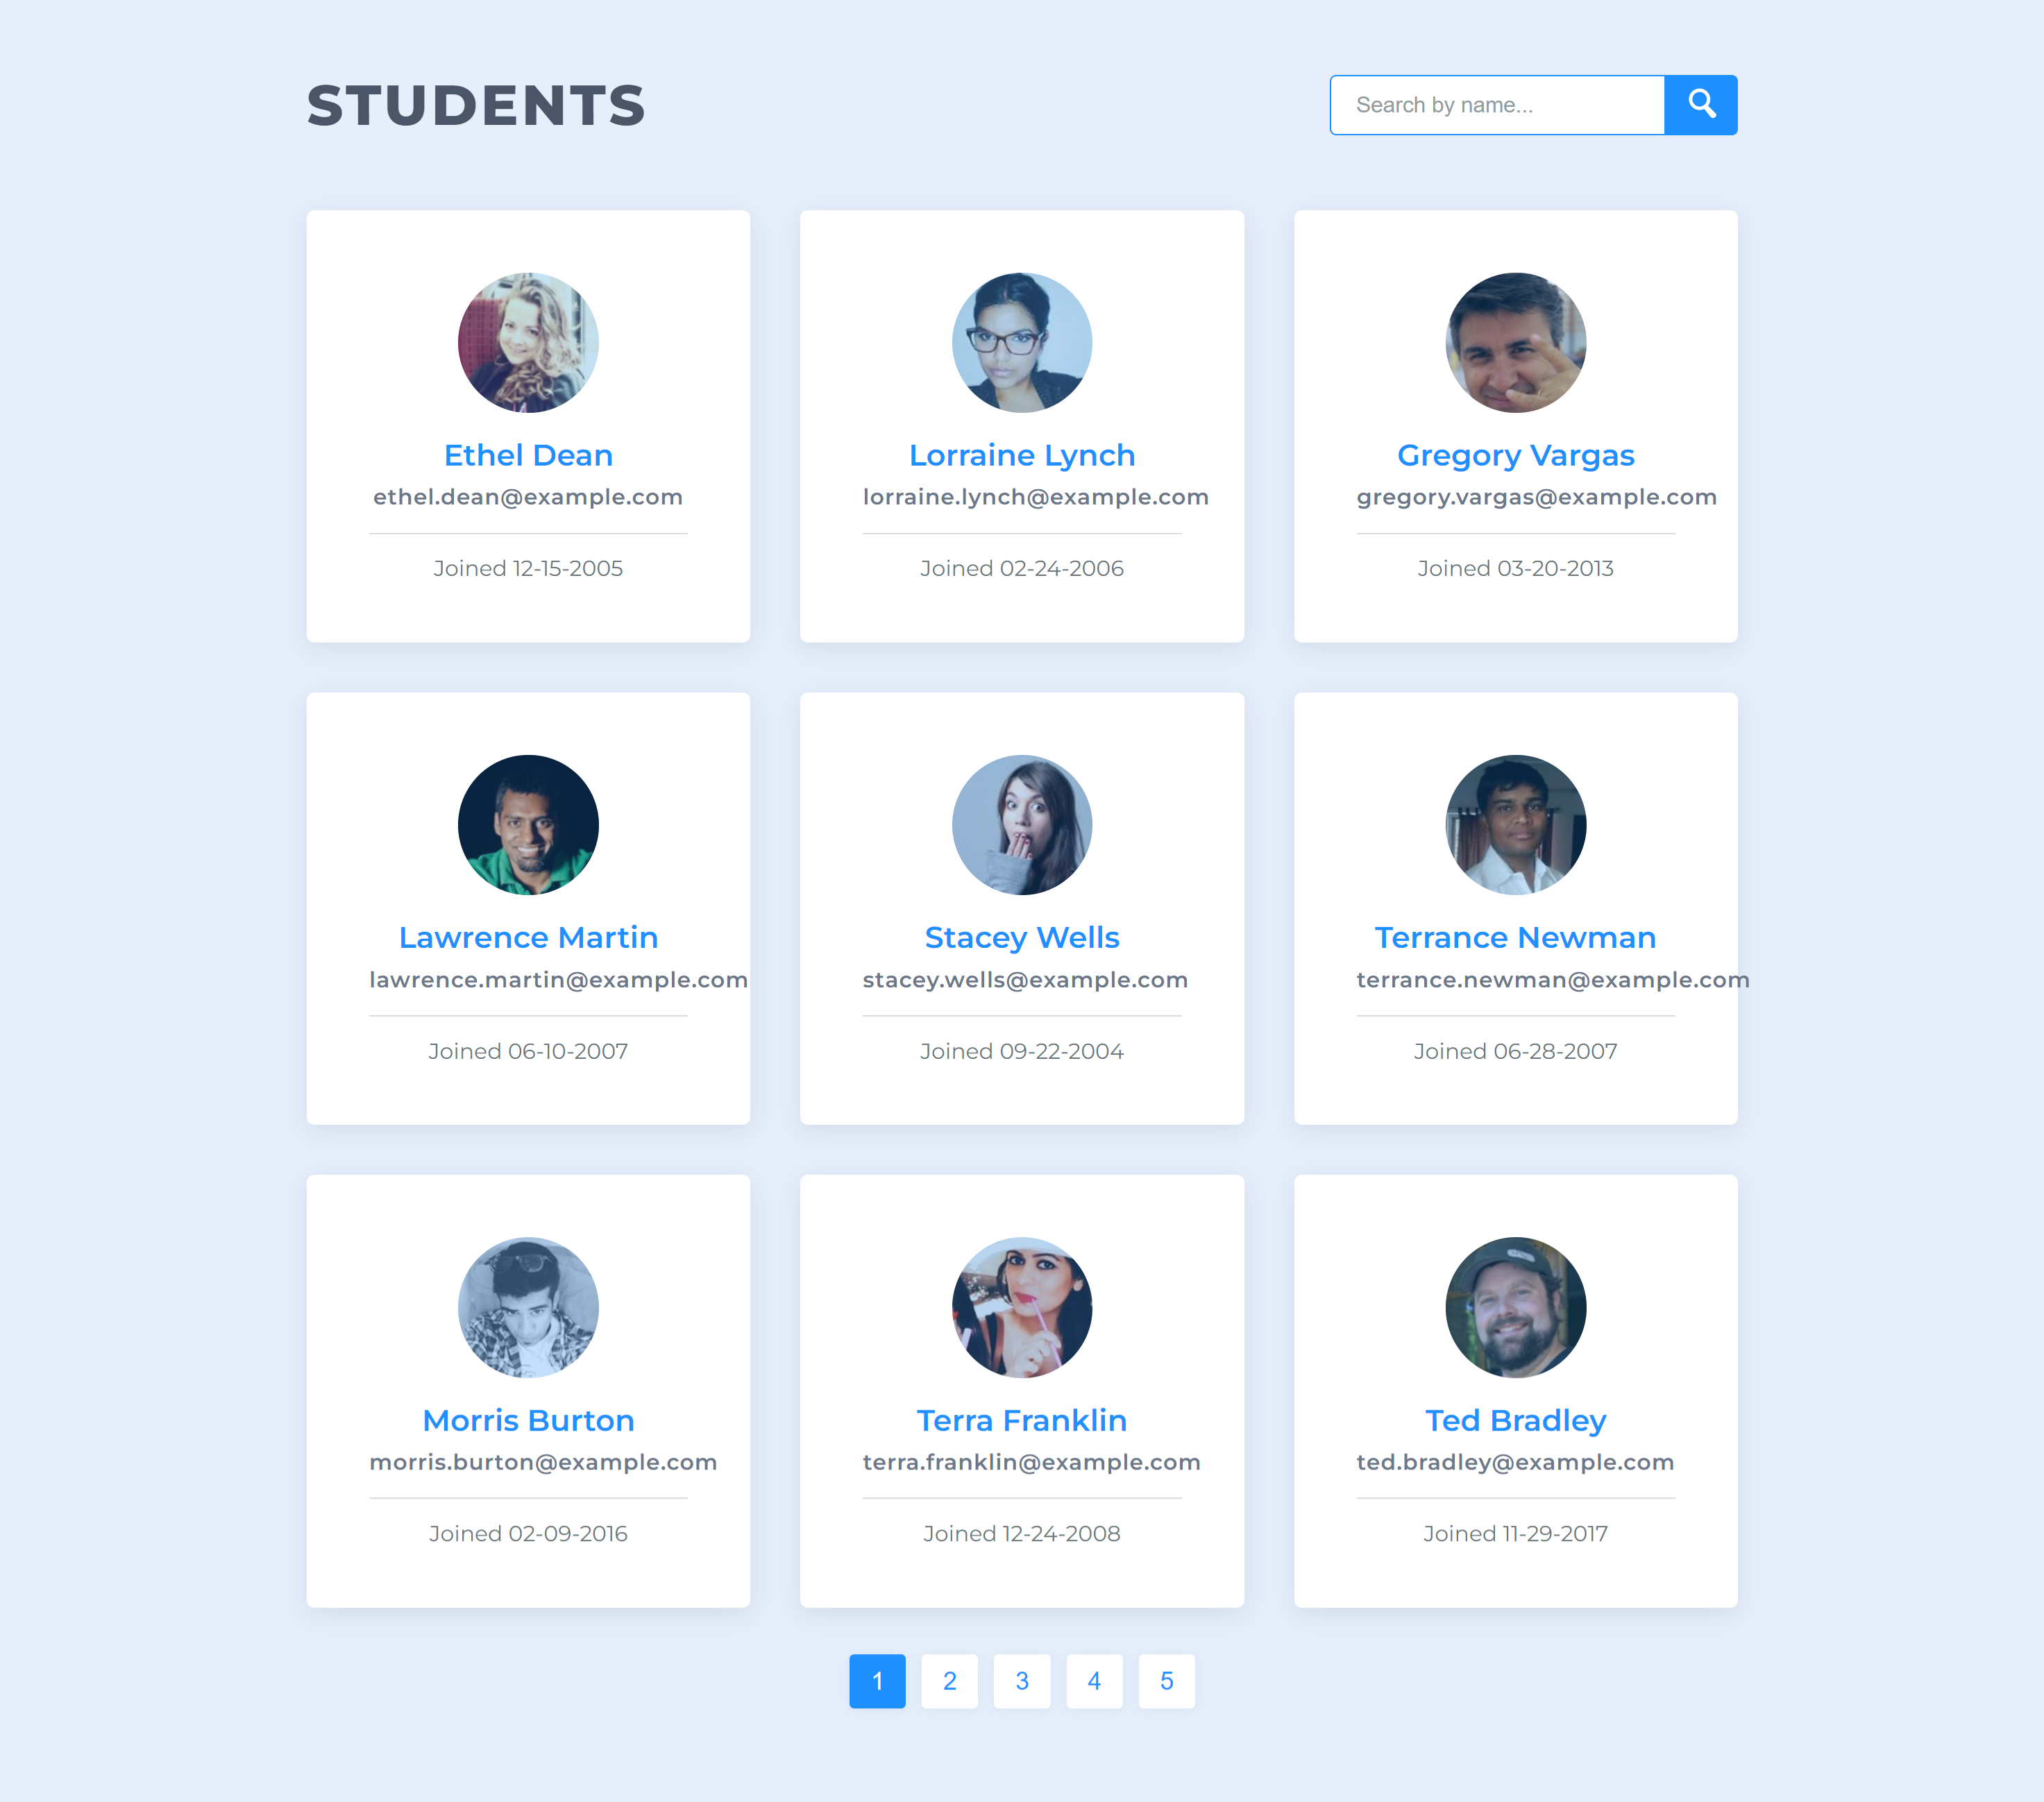 STUDENTS
Search by name...
Ethel Dean
ethel.dean@example.com
Joined 12-15-2005
Lorraine Lynch
lorraine.lynch@example.com
Joined 02-24-2006
Gregory Vargas
gregory.vargas@example.com
Joined 03-20-2013
Lawrence Martin
lawrence.martin@example.com
Joined 06-10-2007
Stacey Wells
stacey.wells@example.com
Joined 09-22-2004
Terrance Newman
terrance.newman@example.com
Joined 06-28-2007
Morris Burton
morris.burton@example.com
Joined 02-09-2016
Terra Franklin
terra.franklin@example.com
Joined 12-24-2008
Ted Bradley
ted.bradley@example.com
Joined 11-29-2017
1 2 3 4 5